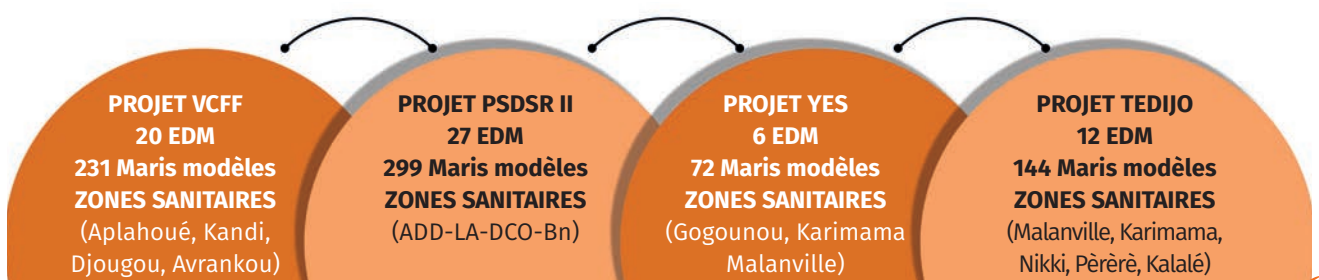 PROJET VCFF
20 EDM
231 Maris modèles
ZONES SANITAIRES
(Aplahoué, Kandi,
Djougou, Avrankou)
PROJET PSDSR II
27 EDM
299 Maris modèles
ZONES SANITAIRES
(ADD-LA-DCO-Bn)
PROJET YES
6 EDM
72 Maris modèles
ZONES SANITAIRES
(Gogounou, Karimama
Malanville)
PROJET TEDIJO
12 EDM
144 Maris modèles
ZONES SANITAIRES
(Malanville, Karimama,
Nikki, Pèrèrè, Kalalé)